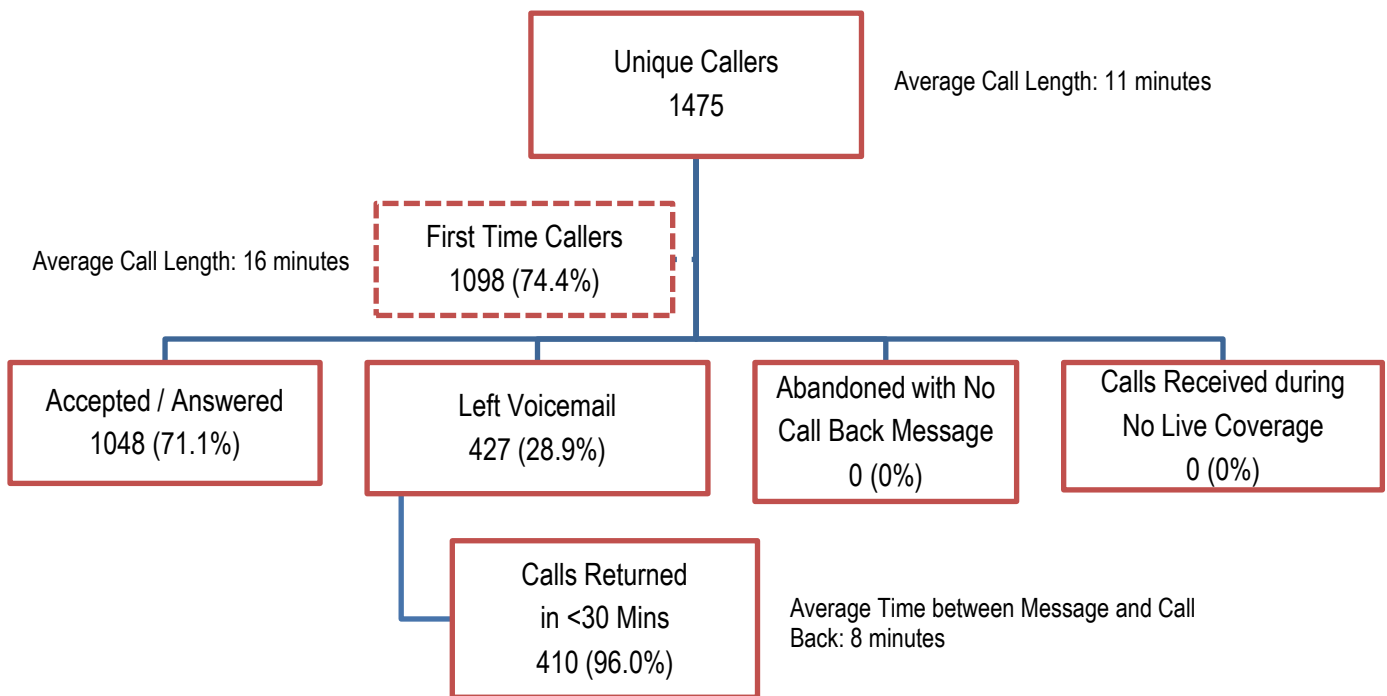 Unique Callers
1475
Average Call Length: 11 minutes
First Time Callers
1098 (74.4%)
Average Call Length: 16 minutes
Accepted / Answered
1048 (71.1%)
Left Voicemail
427 (28.9%)
Abandoned with No
Call Back Message
0 (0%)
Calls Received during
No Live Coverage
0 (0%)
Calls Returned
in <30 Mins
410 (96.0%)
Average Time between Message and Call
Back: 8 minutes